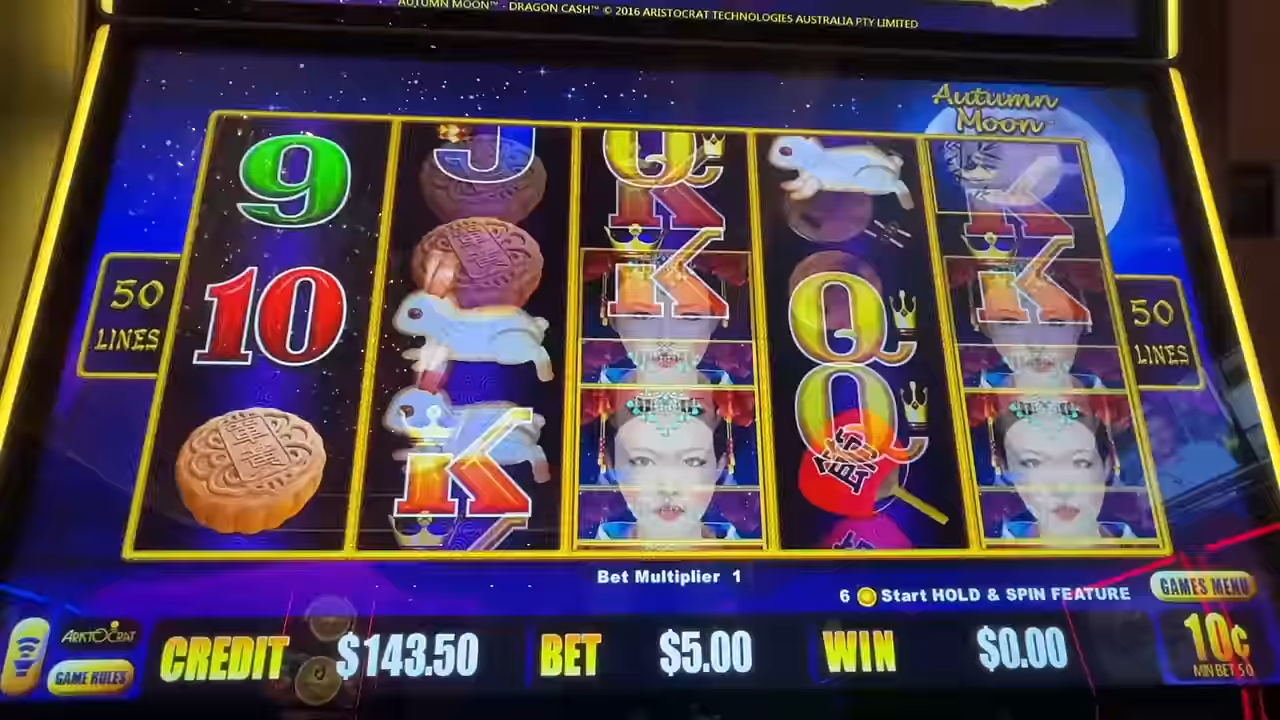 AUTUMN MOON™ - DRAGON CASH™ © 2016 ARISTOCRAT TECHNOLOGIES AUSTRALIA PTY LIMITED
Autumn
Moon
9
J
Q
K
K
K
K
50
LINES
10
Q
50
LINES
Q
K
Bet Multiplier 1
6 Start HOLD & SPIN FEATURE
GAMES MENU
ARISTOCRAT
GAME RULES
CREDIT $143.50
BET $5.00
WIN $0.00
10¢
MIN BET 50